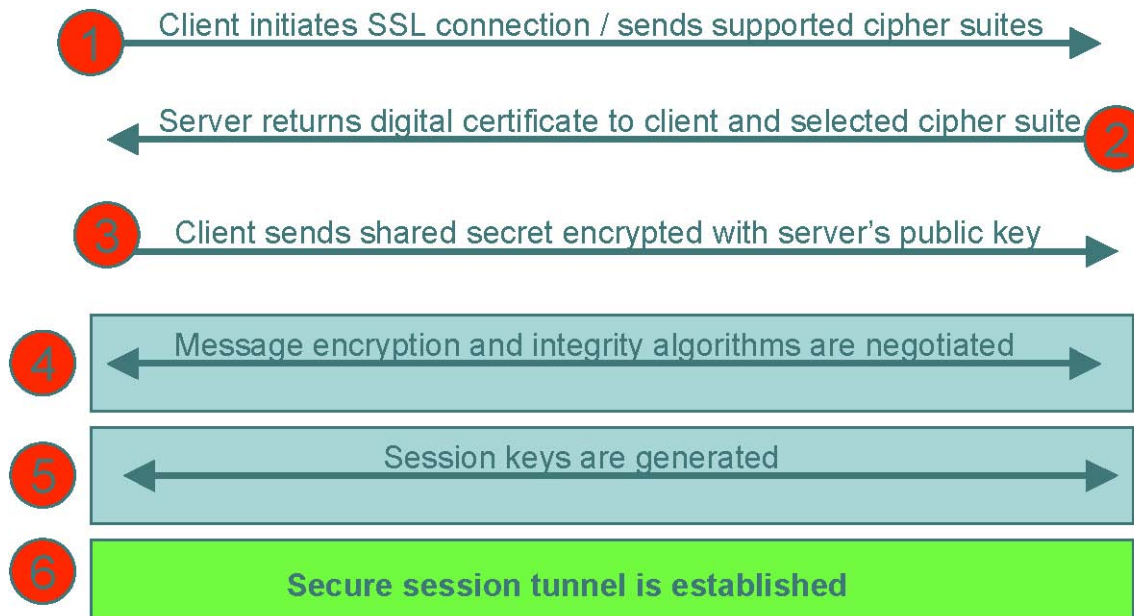 1
Client initiates SSL connection / sends supported cipher suites
Server returns digital certificate to client and selected cipher suite
2
3
Client sends shared secret encrypted with server’s public key
4
Message encryption and integrity algorithms are negotiated
5
Session keys are generated
6
Secure session tunnel is established